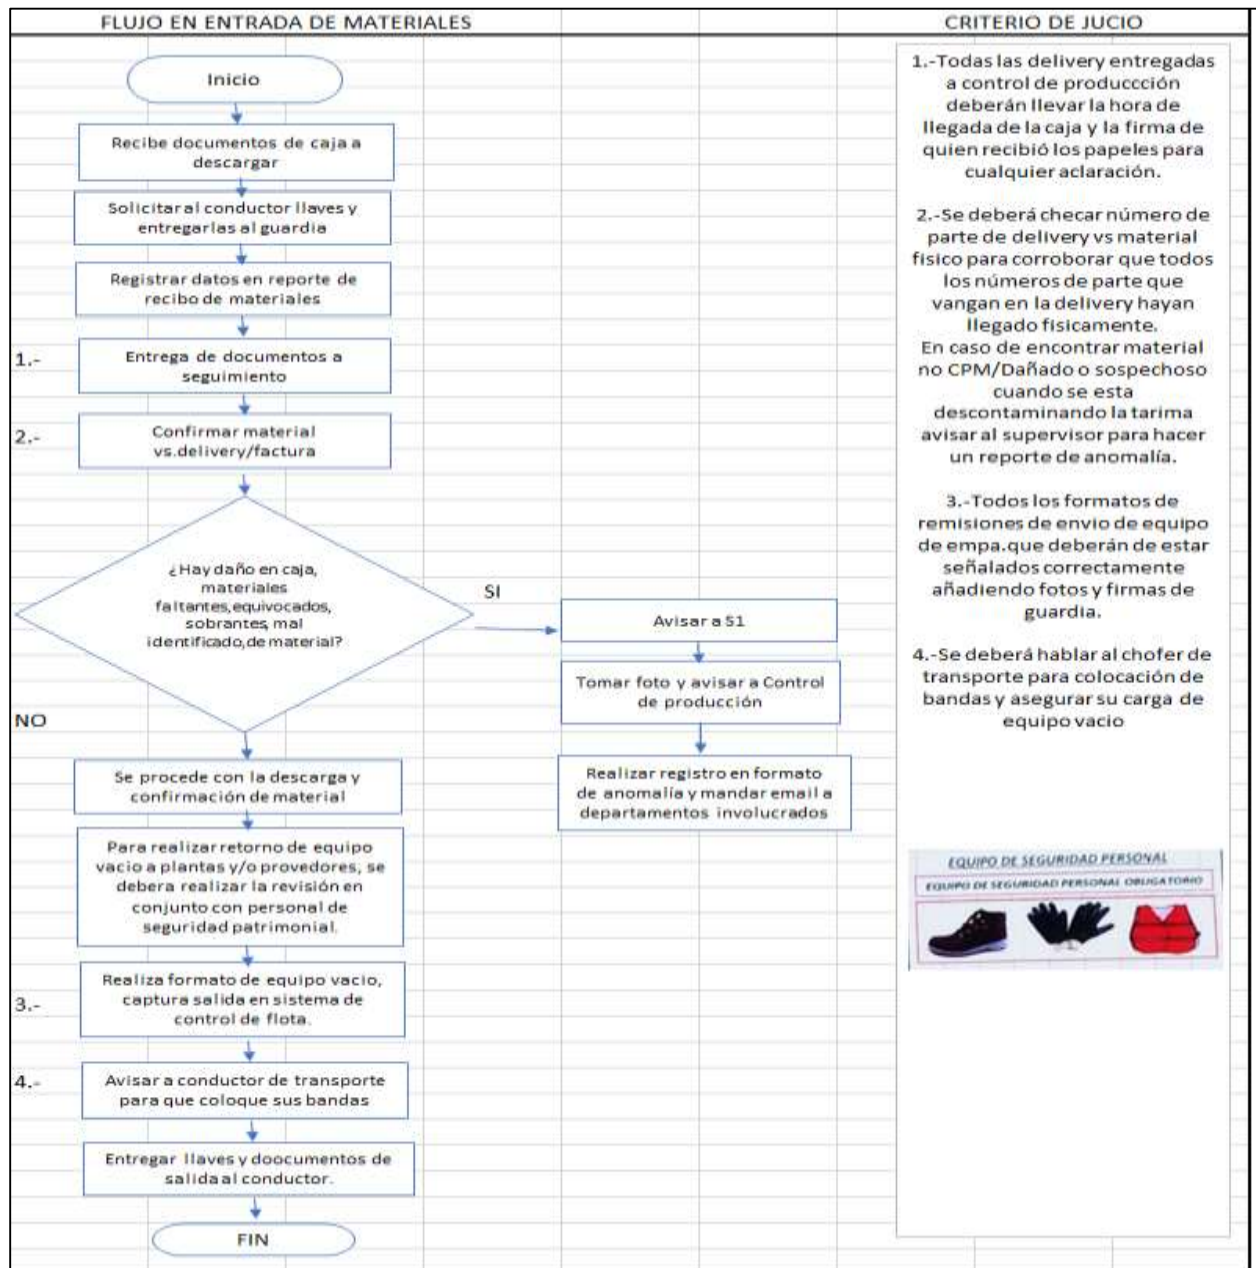 FLUJO EN ENTRADA DE MATERIALES
CRITERIO DE JUCIO
Inicio
Recibe documentos de caja a
descargar
Solicitar al conductor llaves y
entregarlas al guardia
Registrar datos en reporte de
recibo de materiales
1.-
Entrega de documentos a
seguimiento
2.-
Confirmar material
vs.delivery/factura
¿Hay daño en caja,
materiales
faltantes,equivocados,
sobrantes, mal
identificado,de material?
SI
NO
Avisar a S1
Tomar foto y avisar a Control
de producción
Realizar registro en formato
de anomalía y mandar email a
departamentos involucrados
Se procede con la descarga y
confirmación de material
Para realizar retorno de equipo
vacio a plantas y/o provedores, se
debera realizar la revisión en
conjunto con personal de
seguridad patrimonial.
3.-
Realiza formato de equipo vacio,
captura salida en sistema de
control de flota.
4.-
Avisar a conductor de transporte
para que coloque sus bandas
Entregar llaves y doocumentos de
salida al conductor.
FIN
1.-Todas las delivery entregadas
a control de produccción
deberán llevar la hora de
llegada de la caja y la firma de
quien recibió los papeles para
cualquier aclaración.
2.-Se deberá checar número de
parte de delivery vs material
fisico para corroborar que todos
los números de parte que
vangan en la delivery hayan
llegado fisicamente.
En caso de encontrar material
no CPM/Dañado o sospechoso
cuando se esta
descontaminando la tarima
avisar al supervisor para hacer
un reporte de anomalía.
3.-Todos los formatos de
remisiones de envio de equipo
de empa.que deberán de estar
señalados correctamente
añadiendo fotos y firmas de
guardia.
4.-Se deberá hablar al chofer de
transporte para colocación de
bandas y asegurar su carga de
equipo vacio
EQUIPO DE SEGURIDAD PERSONAL
EQUIPO DE SEGURIDAD PERSONAL OBLIGATORIO